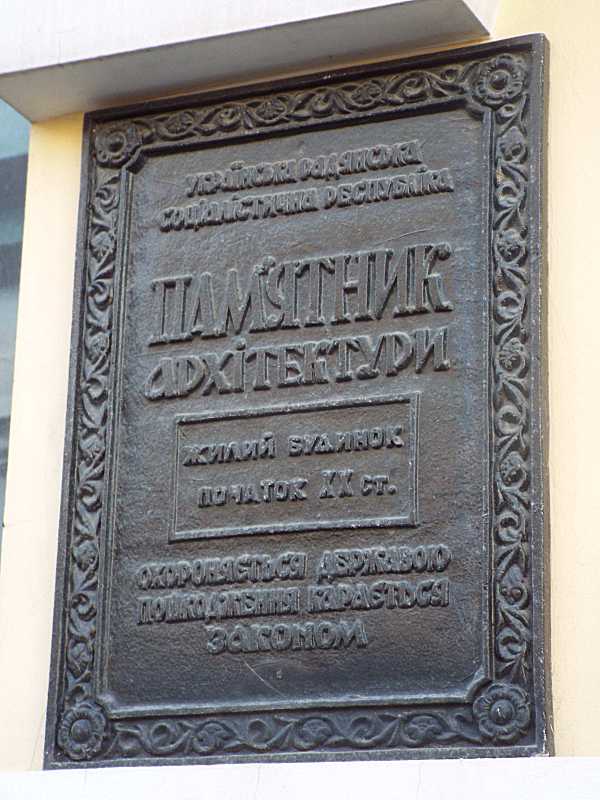 УКРАЇНСЬКА РАДЯНСЬКА
СОЦІАЛІСТИЧНА РЕСПУБЛІКА
ПАМ'ЯТНИК
АРХІТЕКТУРИ
ЖИЛИЙ БУДИНОК
ПОЧАТОК XX СТ.
ОХОРОНЯЄТЬСЯ ДЕРЖАВОЮ
ПОШКОДЖЕННЯ КАРАЄТЬСЯ
ЗАКОНОМ